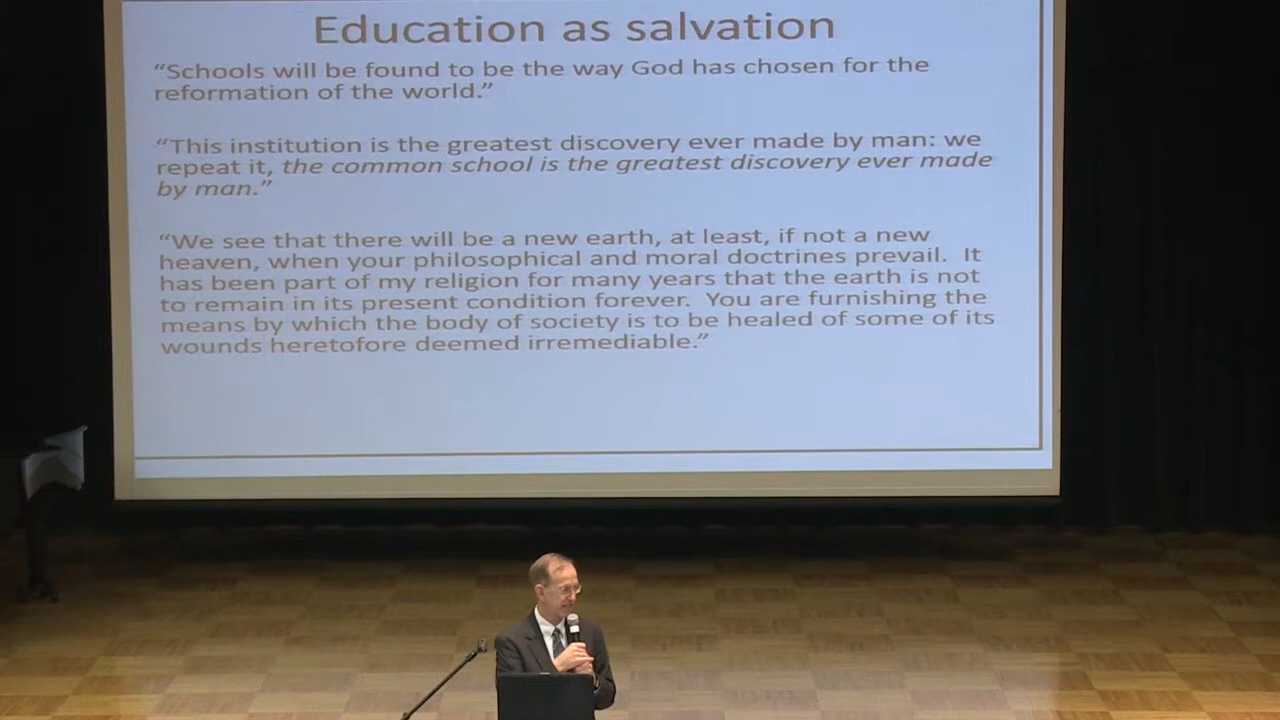 Education as salvation
“Schools will be found to be the way God has chosen for the
reformation of the world.”
“This institution is the greatest discovery ever made by man: we
repeat it, the common school is the greatest discovery ever made
by man.”
“We see that there will be a new earth, at least, if not a new
heaven, when your philosophical and moral doctrines prevail.  It
has been part of my religion for many years that the earth is not
to remain in its present condition forever.  You are furnishing the
means by which the body of society is to be healed of some of its
wounds heretofore deemed irremediable.”